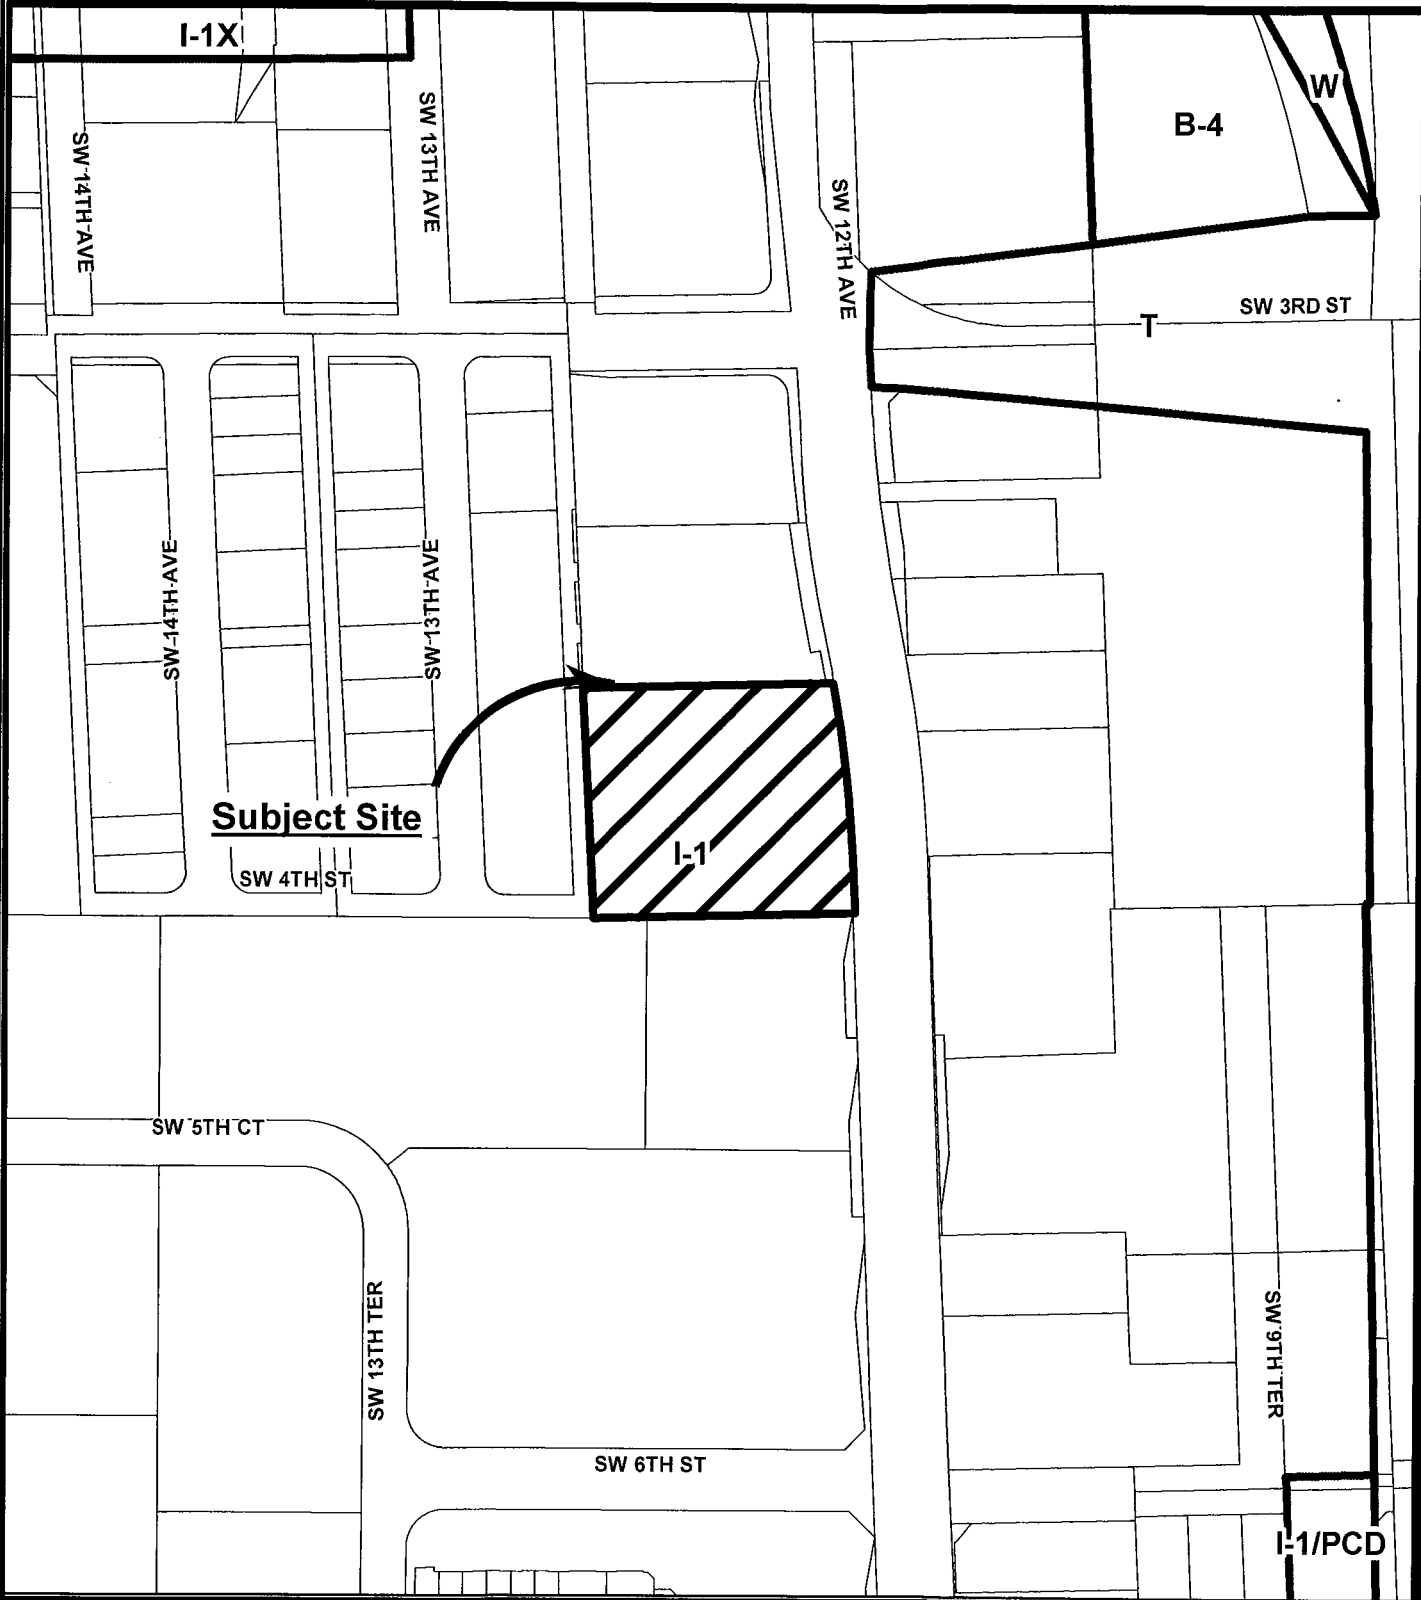 I-1X
W
B-4
SW 13TH AVE
SW 14TH AVE
SW 12TH AVE
SW 3RD ST
T
SW 14TH AVE
SW 13TH AVE
Subject Site
I-1
SW 4TH ST
SW 5TH CT
SW 13TH TER
SW 9TH TER
SW 6TH ST
I-1/PCD